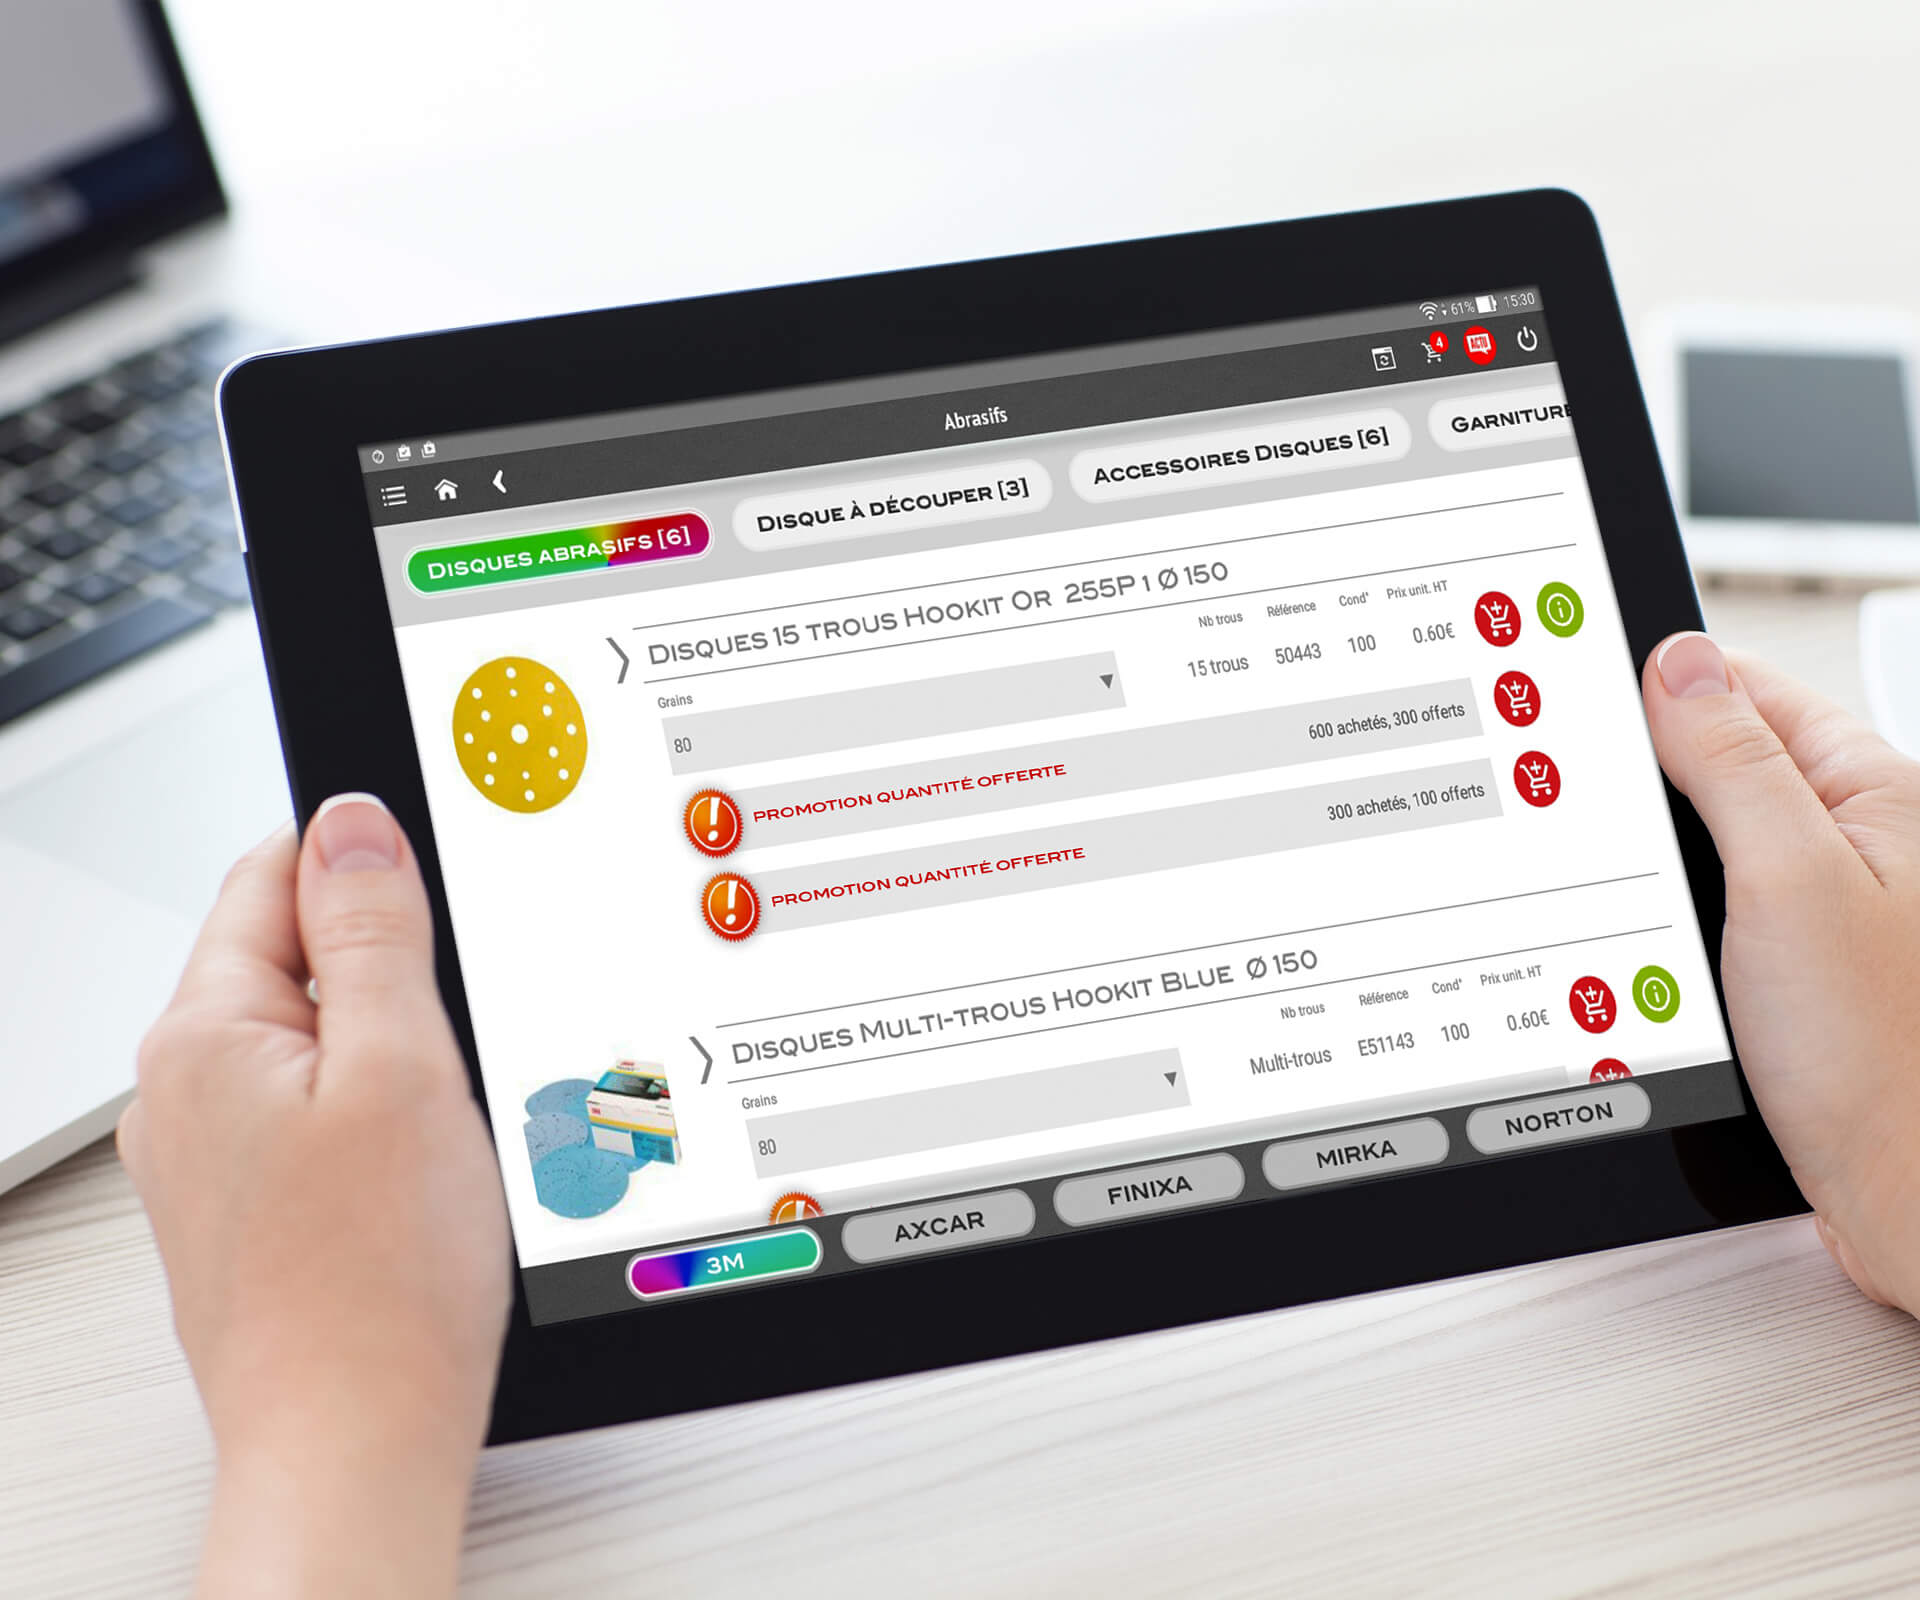 61% 15:30
4
ACTU
Abrasifs
DISQUES ABRASIFS [6]
DISQUE À DÉCOUPER [3]
ACCESSOIRES DISQUES [6]
GARNITURE
DISQUES 15 TROUS HOOKIT OR 255P 1 Ø 150
Nb trous Référence Cond° Prix unit. HT
15 trous 50443 100 0.60€
Grains
80
PROMOTION QUANTITÉ OFFERTE 600 achetés, 300 offerts
PROMOTION QUANTITÉ OFFERTE 300 achetés, 100 offerts
DISQUES MULTI-TROUS HOOKIT BLUE Ø 150
Nb trous Référence Cond° Prix unit. HT
Multi-trous E51143 100 0.60€
Grains
80
3M
AXCAR
FINIXA
MIRKA
NORTON